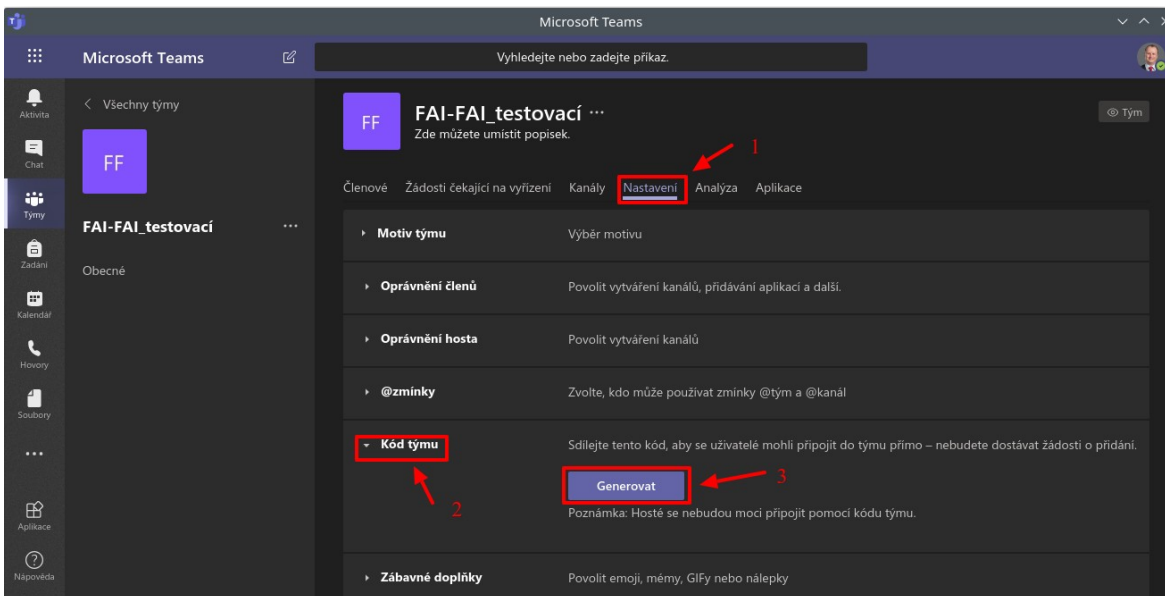 Microsoft Teams
Microsoft Teams
Vyhledejte nebo zadejte příkaz.
Aktivita
Chat
Týmy
Zadání
Kalendář
Hovory
Soubory
Aplikace
Nápověda
Všechny týmy
FF
FAI-FAI_testovací
Obecné
FF
FAI-FAI_testovací
Zde můžete umístit popisek.
Tým
1
Členové Žádosti čekající na vyřízení Kanály Nastavení Analýza Aplikace
Motiv týmu Výběr motivu
Oprávnění členů Povolit vytváření kanálů, přidávání aplikací a další.
Oprávnění hosta Povolit vytváření kanálů
@zmínky Zvolte, kdo může používat zmínky @tým a @kanál
Kód týmu Sdílejte tento kód, aby se uživatelé mohli připojit do týmu přímo – nebudete dostávat žádosti o přidání.
Generovat 3
2
Poznámka: Hosté se nebudou moci připojit pomocí kódu týmu.
Zábavné doplňky Povolit emoji, mémy, GIFy nebo nálepky